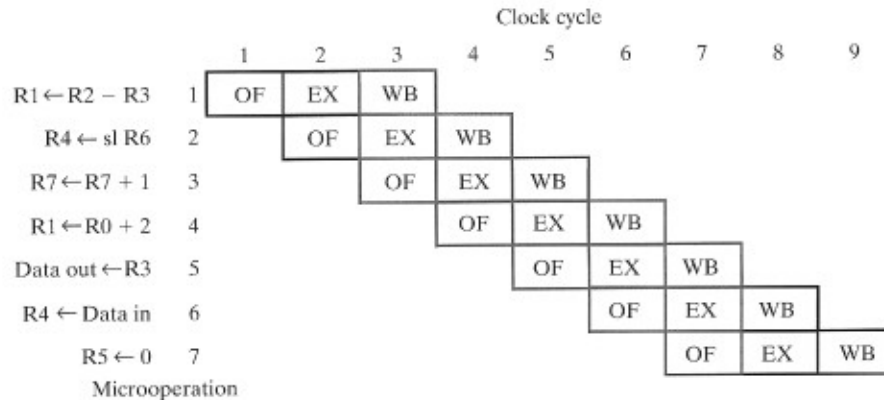 Clock cycle
1 2 3 4 5 6 7 8 9
R1←R2 − R3 1 OF EX WB
R4 ← sl R6 2 OF EX WB
R7←R7 + 1 3 OF EX WB
R1←R0 + 2 4 OF EX WB
Data out ←R3 5 OF EX WB
R4 ← Data in 6 OF EX WB
R5 ← 0 7 OF EX WB
Microoperation